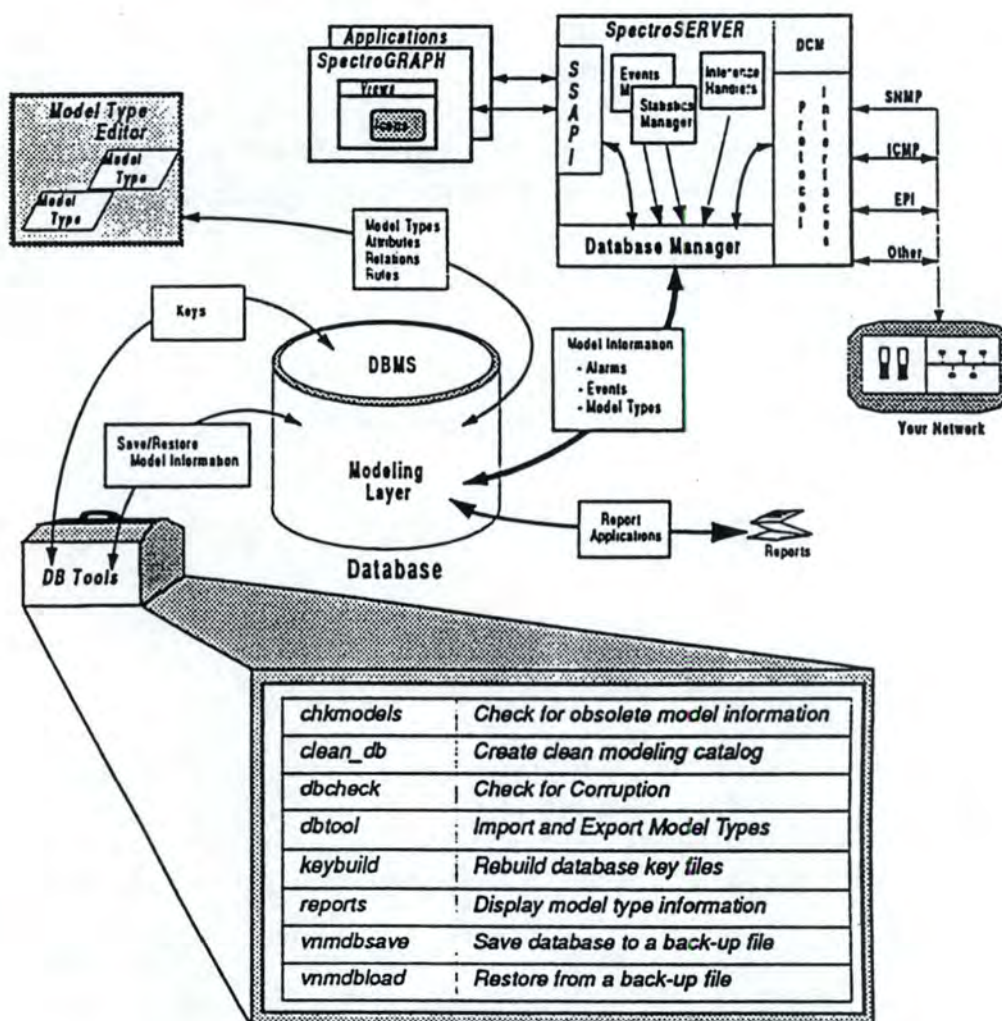 Applications
SpectroGRAPH
Views
SpectroSERVER
DCM
SSAPI
Events
Statistics
Manager
Inference
Handlers
Database Manager
Protocol
Interfaces
SNMP
ICMP
EPI
Other
Your Network
Model Type
Editor
Model
Type
Model
Type
Model Types
Attributes
Relations
Rules
Keys
DBMS
Modeling
Layer
Database
Model Information
- Alarms
- Events
- Model Types
Save/Restore
Model Information
Report
Applications
Reports
DB Tools
chkmodels Check for obsolete model information
clean_db Create clean modeling catalog
dbcheck Check for Corruption
dbtool Import and Export Model Types
keybuild Rebuild database key files
reports Display model type information
vnmdbsave Save database to a back-up file
vnmdbload Restore from a back-up file